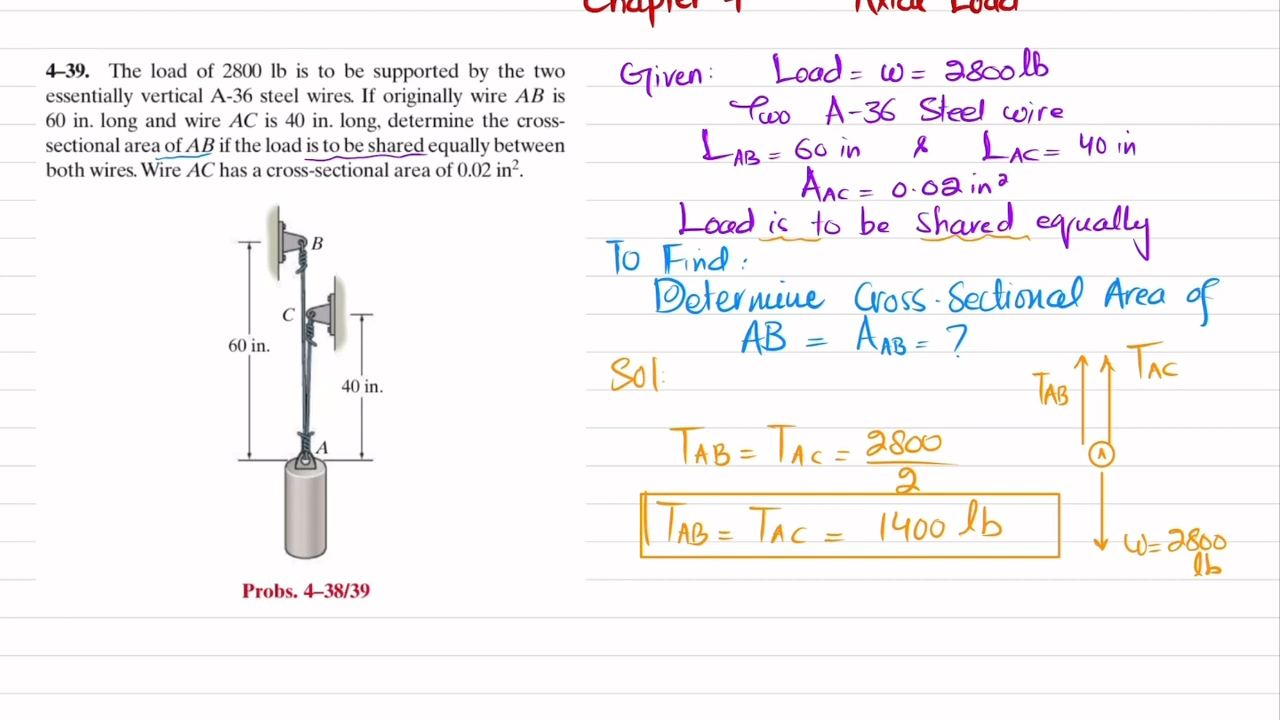 Chapter 4 Axial Load
4–39. The load of 2800 lb is to be supported by the two
essentially vertical A-36 steel wires. If originally wire AB is
60 in. long and wire AC is 40 in. long, determine the cross-
sectional area of AB if the load is to be shared equally between
both wires. Wire AC has a cross-sectional area of 0.02 in².
B
C
60 in.
40 in.
A
Probs. 4–38/39
Given: Load = w = 2800 lb
Two A-36 Steel wire
L_AB = 60 in & L_AC = 40 in
A_AC = 0.02 in²
Load is to be shared equally
To Find:
Determine Cross-Sectional Area of
AB = A_AB = ?
Sol:
T_AB = T_AC = 2800
2
T_AB = T_AC = 1400 lb
T_AB
T_AC
A
w = 2800
lb